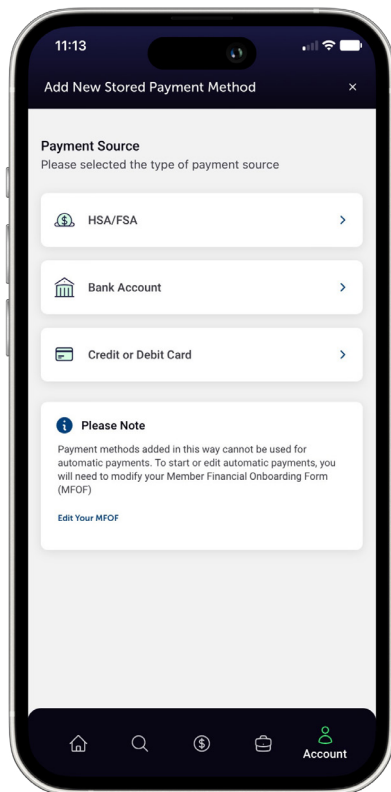 11:13
Add New Stored Payment Method ×
Payment Source
Please selected the type of payment source
HSA/FSA
Bank Account
Credit or Debit Card
Please Note
Payment methods added in this way cannot be used for
automatic payments. To start or edit automatic payments, you
will need to modify your Member Financial Onboarding Form
(MFOF)
Edit Your MFOF
Account